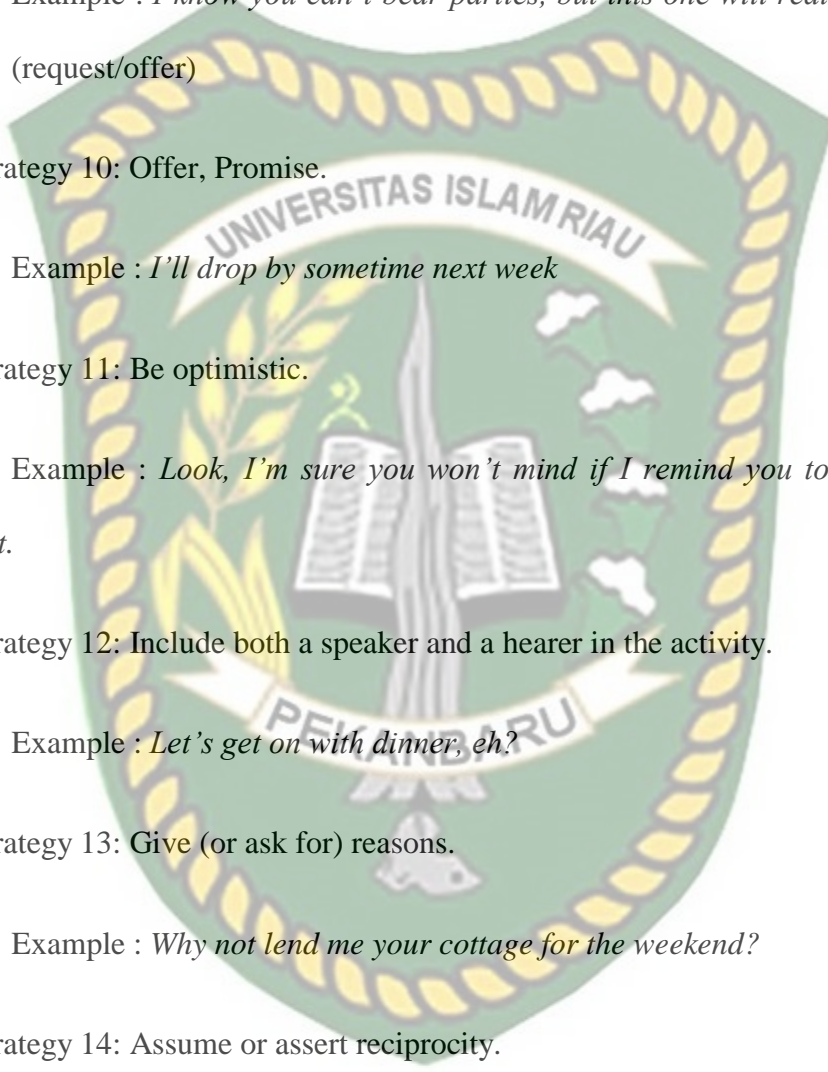 Example : I know you can't bear parties, but this one will real
(request/offer)
rategy 10: Offer, Promise.
UNIVERSITAS ISLAM RIAU
Example : I'll drop by sometime next week
rategy 11: Be optimistic.
Example : Look, I'm sure you won't mind if I remind you to
t.
rategy 12: Include both a speaker and a hearer in the activity.
PEKANBARU
Example : Let's get on with dinner, eh?
rategy 13: Give (or ask for) reasons.
Example : Why not lend me your cottage for the weekend?
rategy 14: Assume or assert reciprocity.